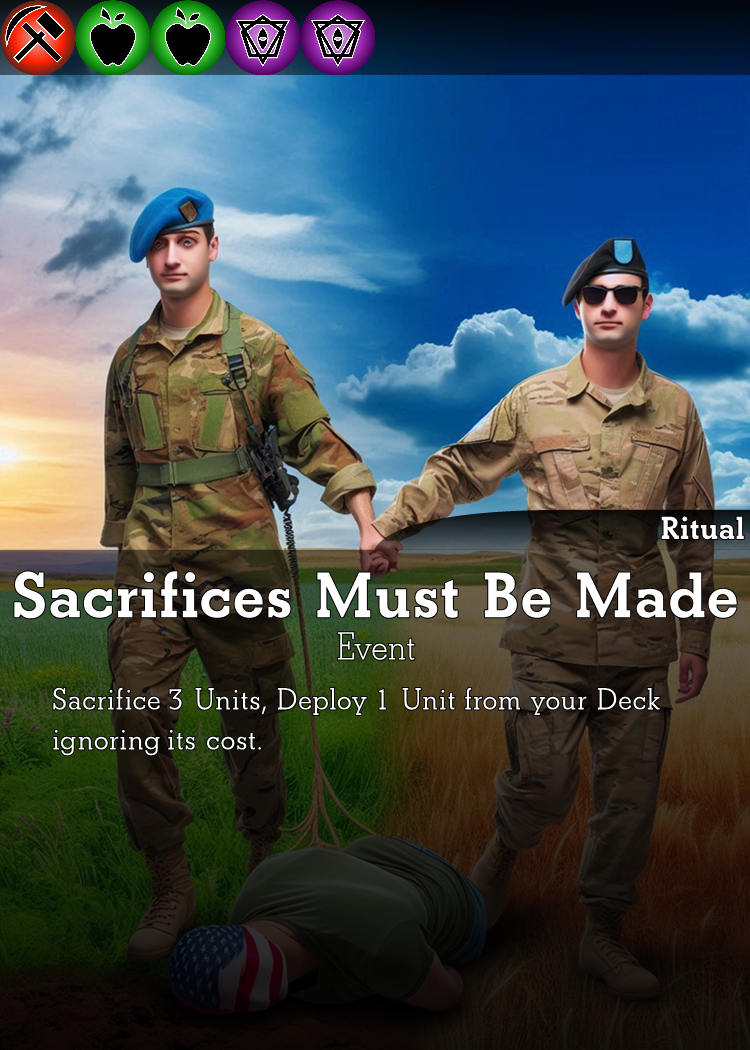 Ritual
Sacrifices Must Be Made
Event
Sacrifice 3 Units, Deploy 1 Unit from your Deck
ignoring its cost.